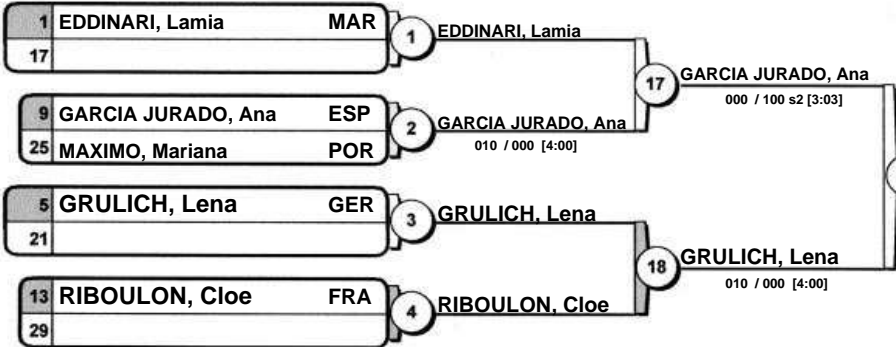 1 EDDINARI, Lamia MAR
17
1 EDDINARI, Lamia
9 GARCIA JURADO, Ana ESP
25 MAXIMO, Mariana POR
2 GARCIA JURADO, Ana
010 / 000 [4:00]
17 GARCIA JURADO, Ana
000 / 100 s2 [3:03]
5 GRULICH, Lena GER
21
3 GRULICH, Lena
13 RIBOULON, Cloe FRA
29
4 RIBOULON, Cloe
18 GRULICH, Lena
010 / 000 [4:00]